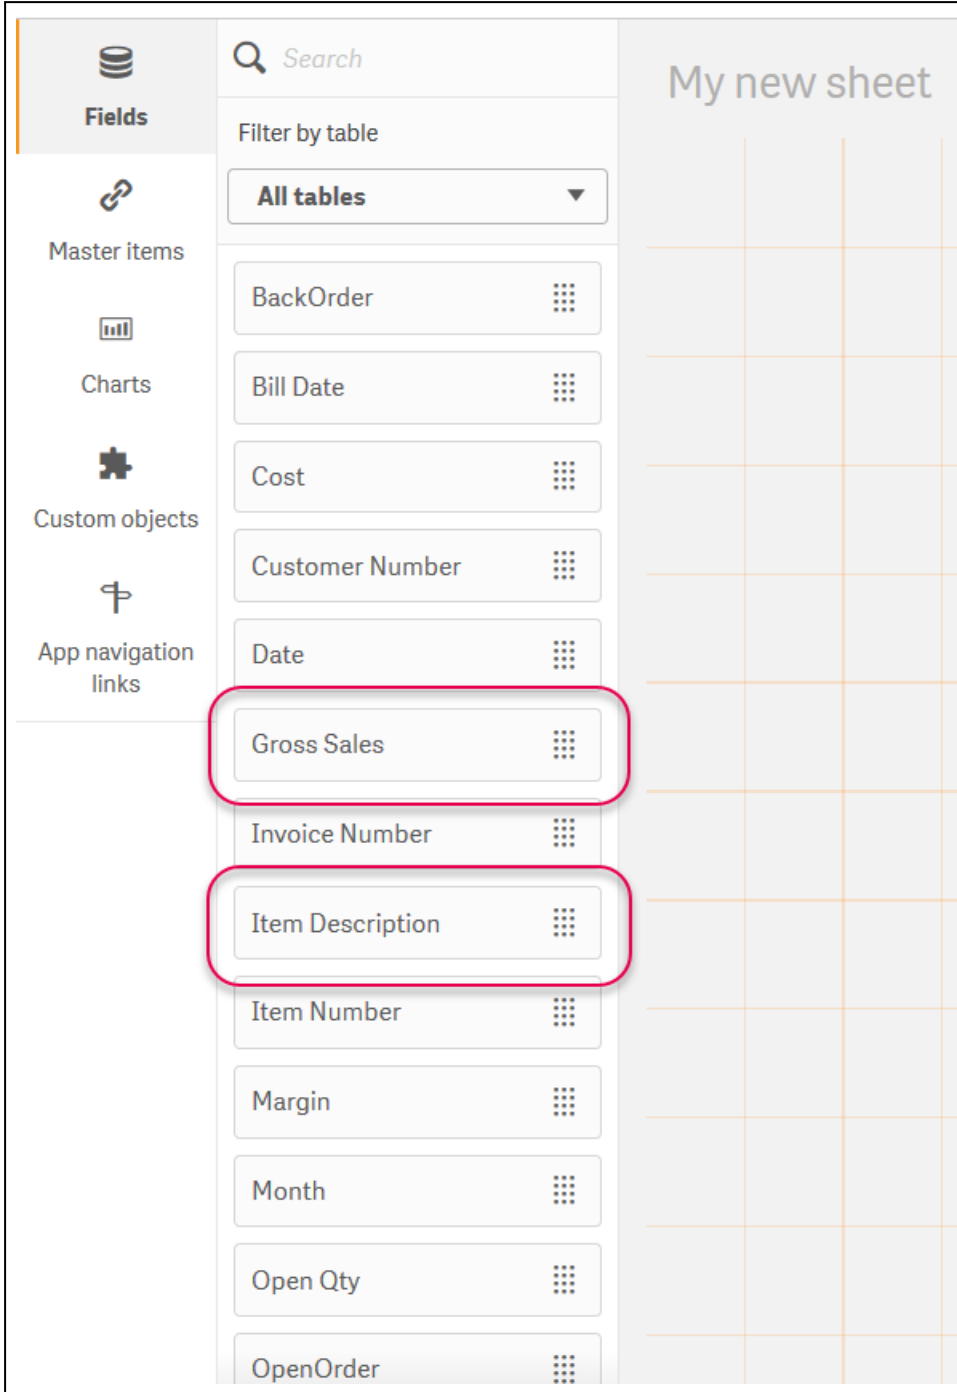 Fields
Master items
Charts
Custom objects
App navigation
links
Search
Filter by table
All tables
BackOrder
Bill Date
Cost
Customer Number
Date
Gross Sales
Invoice Number
Item Description
Item Number
Margin
Month
Open Qty
OpenOrder
My new sheet